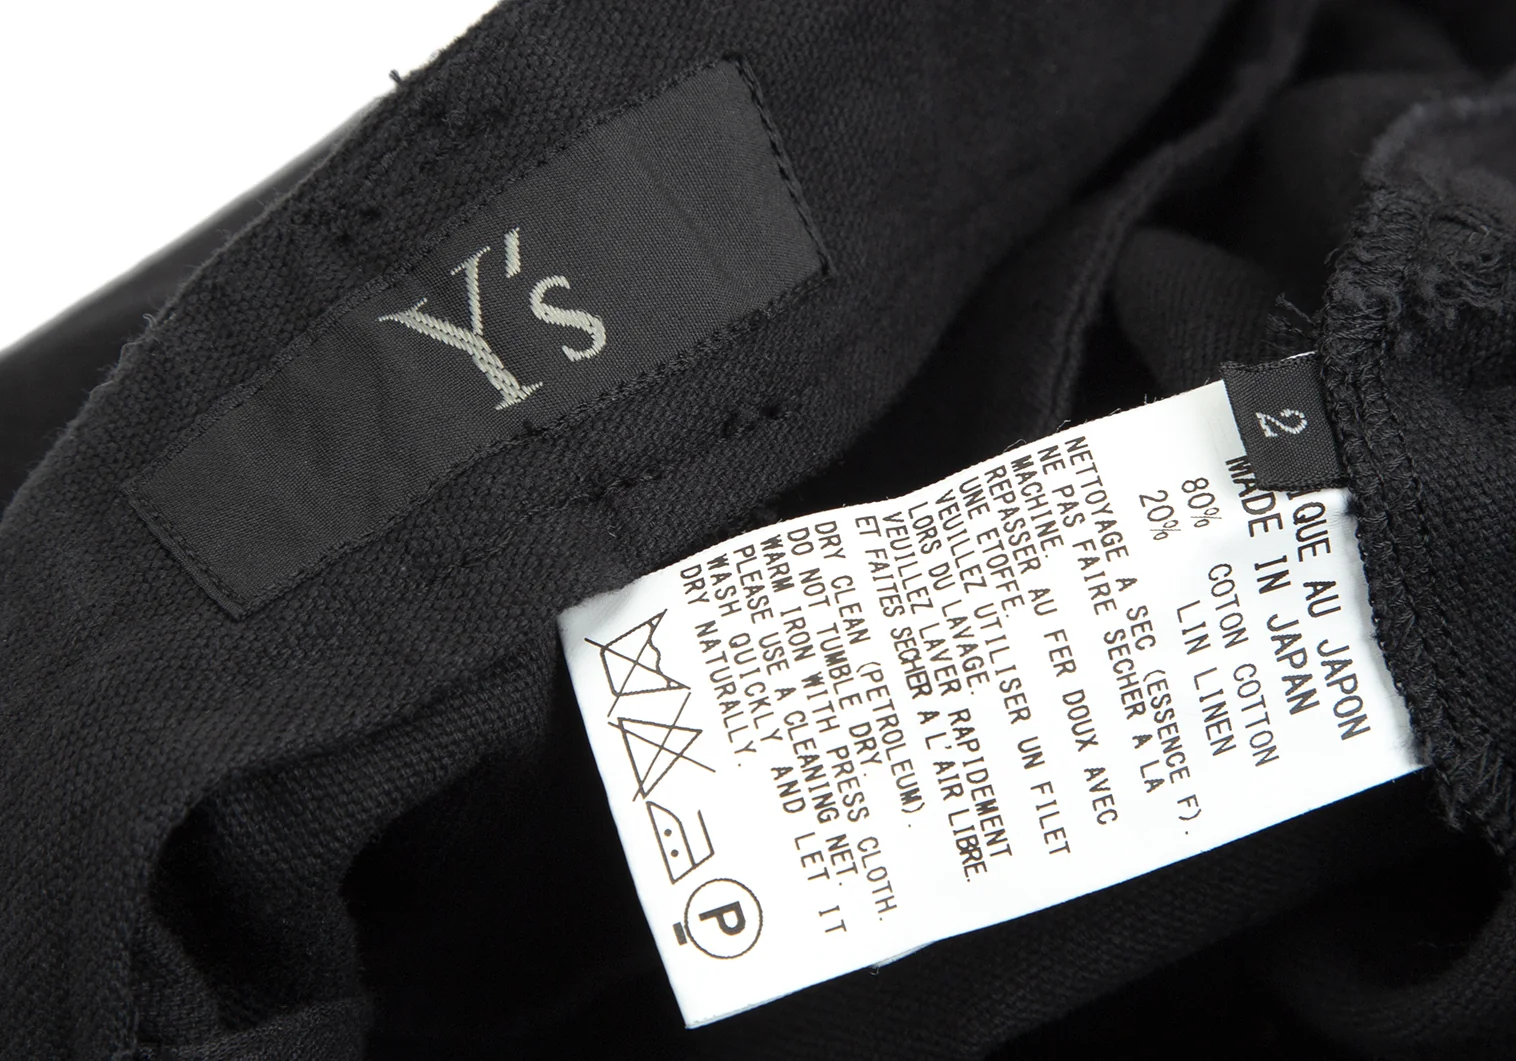 Y's
2
QUE AU JAPON
MADE IN JAPAN
80% COTON COTTON
20% LIN LINEN
NETTOYAGE A SEC (ESSENCE F).
NE PAS FAIRE SECHER A LA
MACHINE.
REPASSER AU FER DOUX AVEC
UNE ETOFFE.
VEUILLEZ UTILISER UN FILET
LORS DU LAVAGE.
VEUILLEZ LAVER RAPIDEMENT
ET FAITES SECHER A L'AIR LIBRE.
DRY CLEAN (PETROLEUM).
DO NOT TUMBLE DRY.
WARM IRON WITH PRESS CLOTH.
PLEASE USE A CLEANING NET.
WASH QUICKLY AND LET IT
DRY NATURALLY.
P